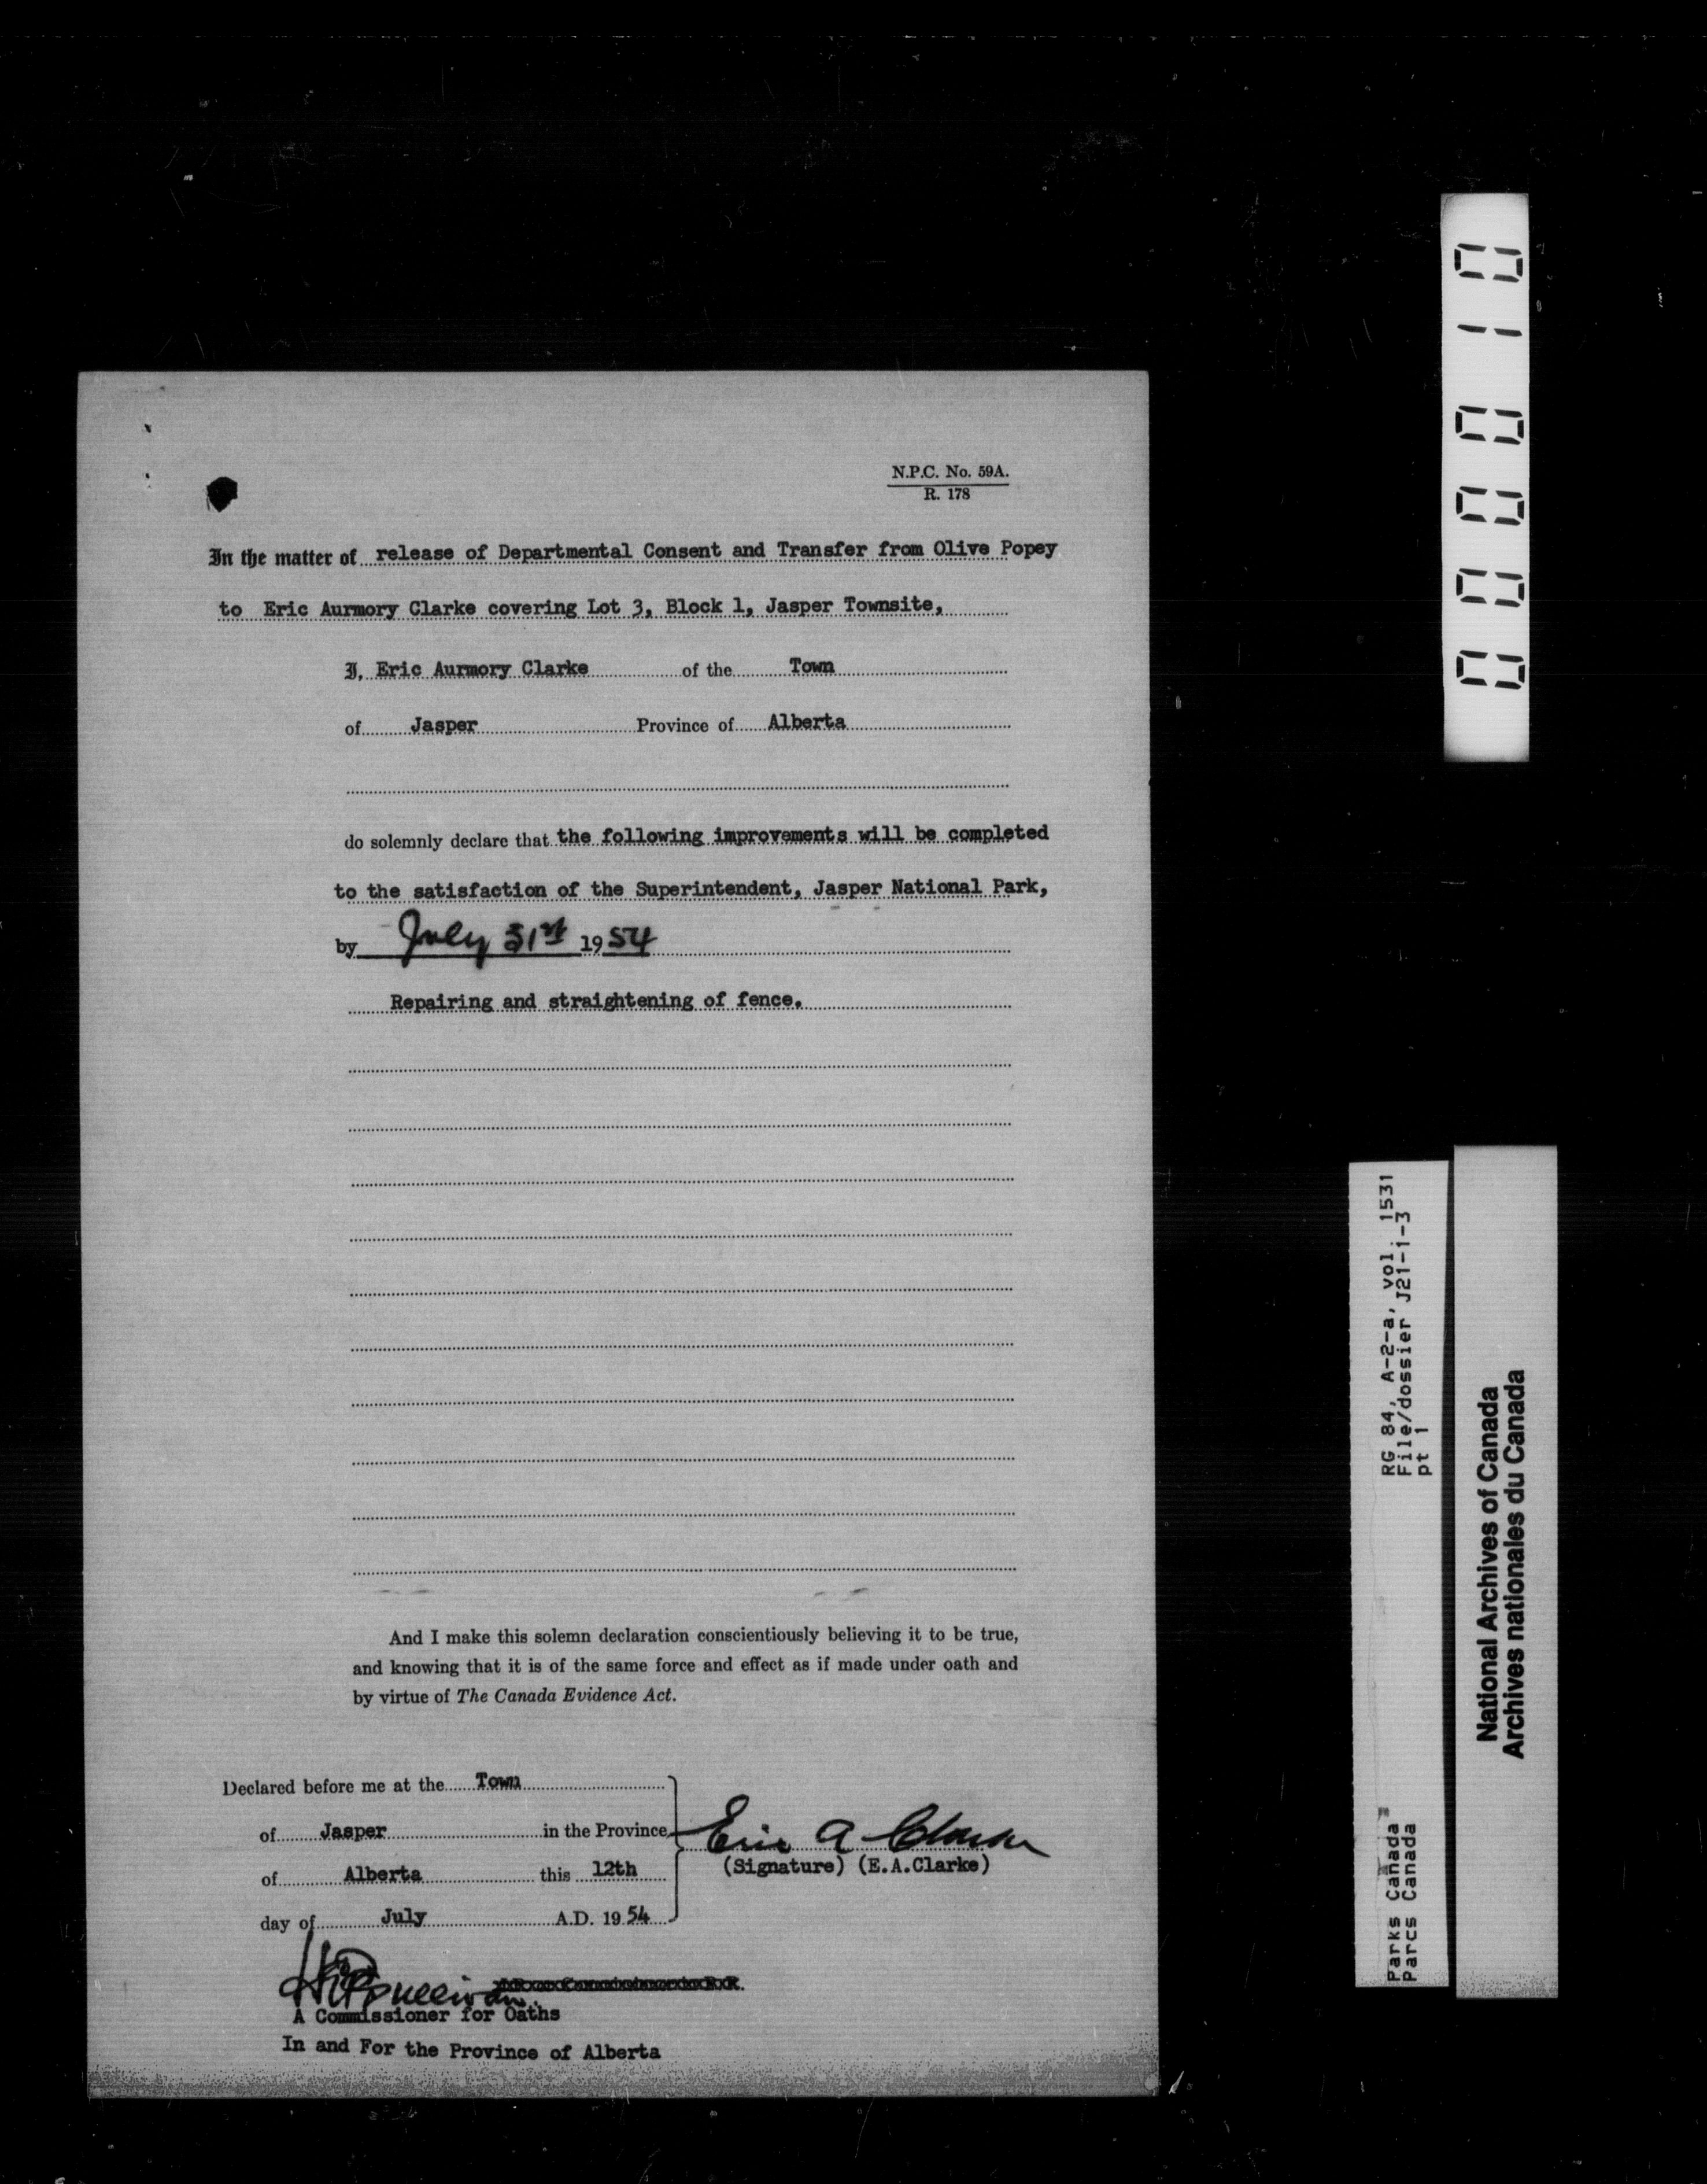 N.P.C. No. 59A.
R. 178
In the matter of release of Departmental Consent and Transfer from Olive Popey
to Eric Aurmory Clarke covering Lot 3, Block 1, Jasper Townsite,
I, Eric Aurmory Clarke of the Town
of Jasper Province of Alberta
do solemnly declare that the following improvements will be completed
to the satisfaction of the Superintendent, Jasper National Park,
by July 31st 1954
Repairing and straightening of fence.
And I make this solemn declaration conscientiously believing it to be true,
and knowing that it is of the same force and effect as if made under oath and
by virtue of The Canada Evidence Act.
Declared before me at the Town
of Jasper in the Province
of Alberta this 12th
day of July A.D. 1954
Eric A Clarke
(Signature) (E.A.Clarke)
A Commissioner for Oaths
In and For the Province of Alberta
RG 84, A-2-a, vol. 1531
File/dossier J21-1-3
pt 1
Parks Canada
Parcs Canada
National Archives of Canada
Archives nationales du Canada
000010